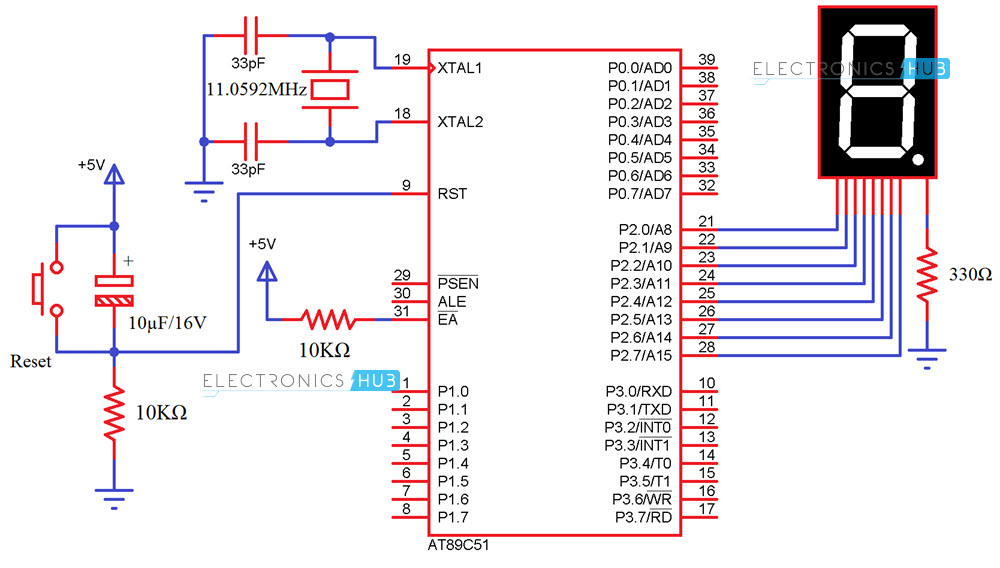 33pF
11.0592MHz
33pF
+5V
+
10µF/16V
Reset
10KΩ
+5V
10KΩ
19 XTAL1
18 XTAL2
9 RST
29 PSEN
30 ALE
31 EA
1 P1.0
2 P1.1
3 P1.2
4 P1.3
5 P1.4
6 P1.5
7 P1.6
8 P1.7
P0.0/AD0 39
P0.1/AD1 38
P0.2/AD2 37
P0.3/AD3 36
P0.4/AD4 35
P0.5/AD5 34
P0.6/AD6 33
P0.7/AD7 32
P2.0/A8 21
P2.1/A9 22
P2.2/A10 23
P2.3/A11 24
P2.4/A12 25
P2.5/A13 26
P2.6/A14 27
P2.7/A15 28
P3.0/RXD 10
P3.1/TXD 11
P3.2/INT0 12
P3.3/INT1 13
P3.4/T0 14
P3.5/T1 15
P3.6/WR 16
P3.7/RD 17
AT89C51
8.
330Ω
ELECTRONICS HUB
ELECTRONICS HUB